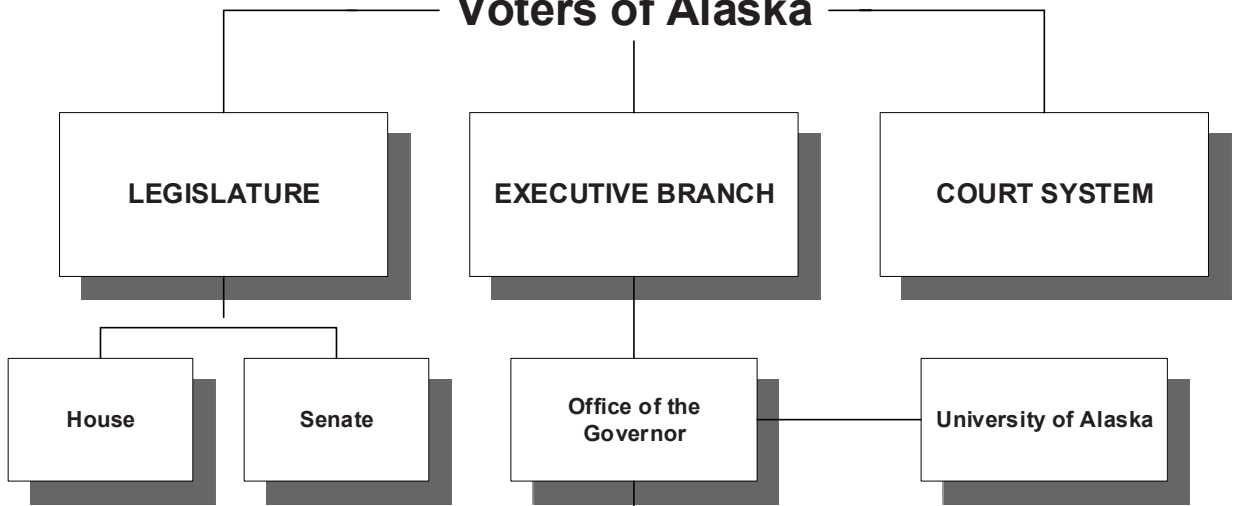 Voters of Alaska
LEGISLATURE
EXECUTIVE BRANCH
COURT SYSTEM
House
Senate
Office of the
Governor
University of Alaska